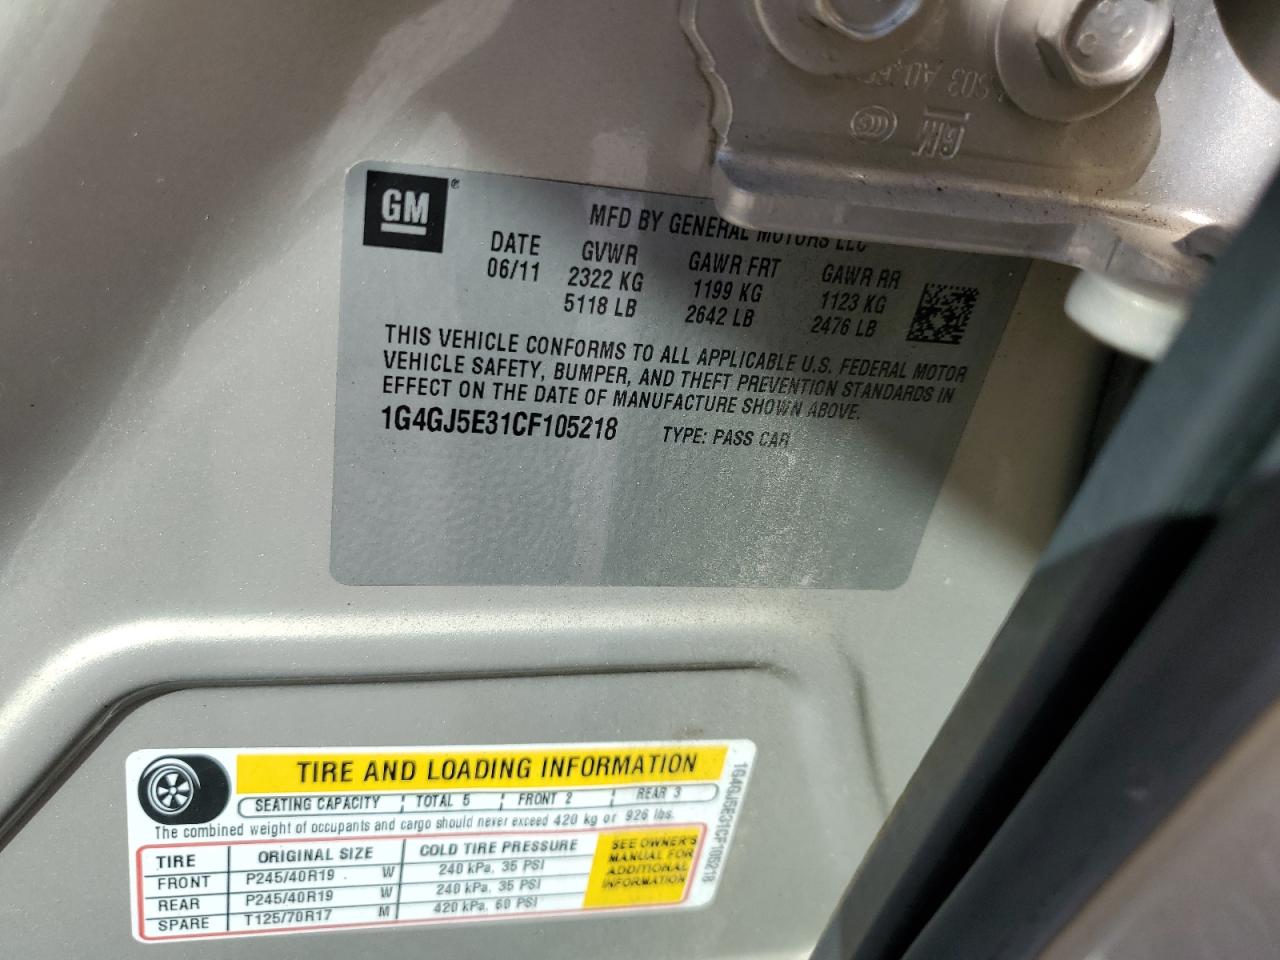 GM
GM ®
MFD BY GENERAL MOTORS LLC
DATE GVWR GAWR FRT GAWR RR
06/11 2322 KG 1199 KG 1123 KG
5118 LB 2642 LB 2476 LB
THIS VEHICLE CONFORMS TO ALL APPLICABLE U.S. FEDERAL MOTOR
VEHICLE SAFETY, BUMPER, AND THEFT PREVENTION STANDARDS IN
EFFECT ON THE DATE OF MANUFACTURE SHOWN ABOVE.
1G4GJ5E31CF105218 TYPE: PASS CAR
TIRE AND LOADING INFORMATION
SEATING CAPACITY TOTAL 5 FRONT 2 REAR 3
The combined weight of occupants and cargo should never exceed 420 kg or 926 lbs.
TIRE ORIGINAL SIZE COLD TIRE PRESSURE
FRONT P245/40R19 W 240 kPa, 35 PSI
REAR P245/40R19 W 240 kPa, 35 PSI
SPARE T125/70R17 M 420 kPa, 60 PSI
SEE OWNER'S
MANUAL FOR
ADDITIONAL
INFORMATION
1G4GJ5E31CF105218